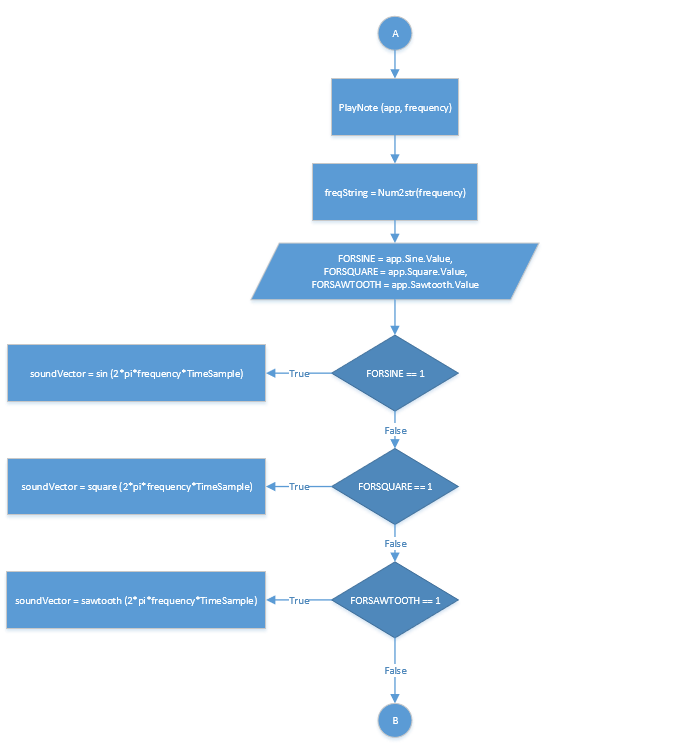 A
PlayNote (app, frequency)
freqString = Num2str(frequency)
FORSINE = app.Sine.Value,
FORSQUARE = app.Square.Value,
FORSAWTOOTH = app.Sawtooth.Value
soundVector = sin (2*pi*frequency*TimeSample)
True
FORSINE == 1
False
soundVector = square (2*pi*frequency*TimeSample)
True
FORSQUARE == 1
False
soundVector = sawtooth (2*pi*frequency*TimeSample)
True
FORSAWTOOTH == 1
False
B